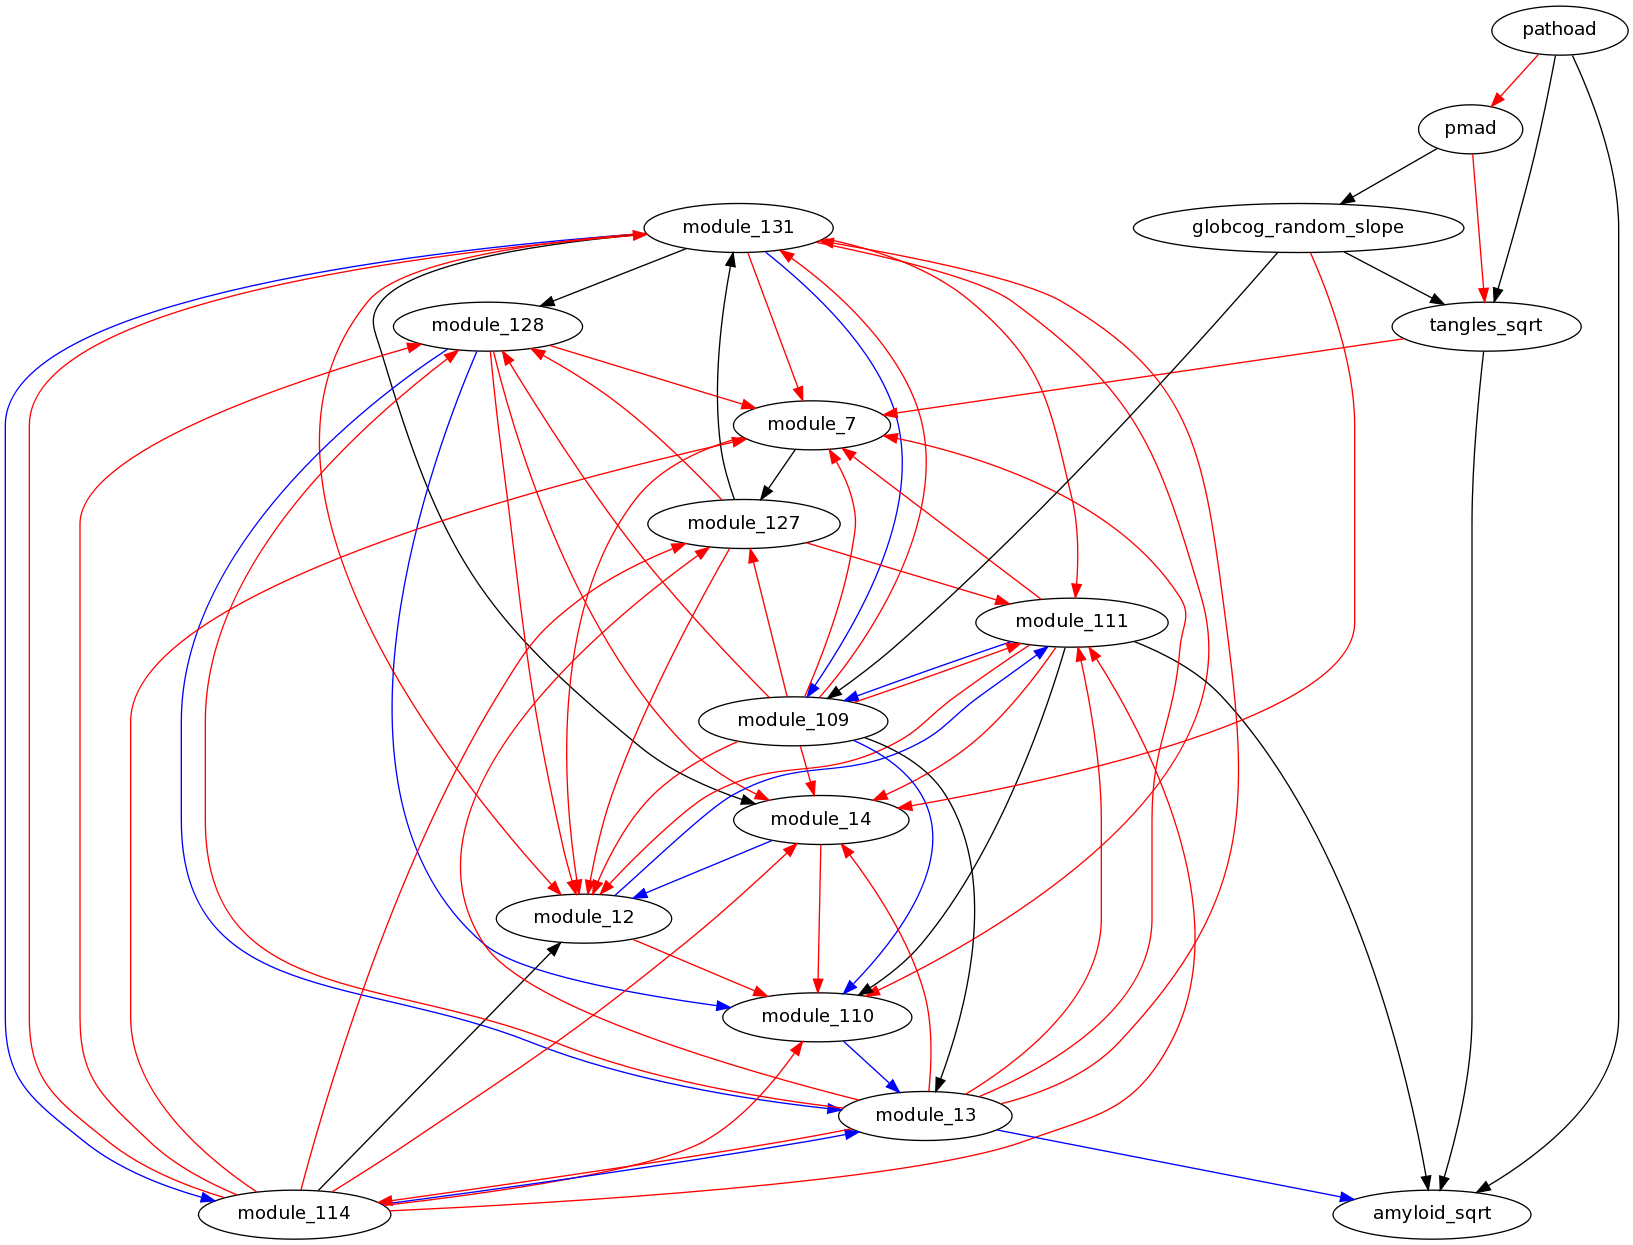 pathoad
pmad
module_131
globcog_random_slope
module_128
tangles_sqrt
module_7
module_127
module_111
module_109
module_14
module_12
module_110
module_13
module_114
amyloid_sqrt